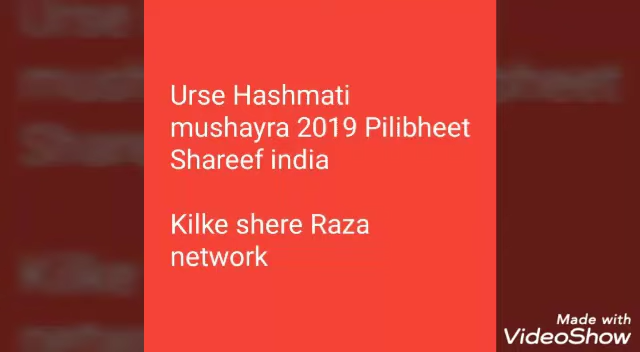 Urse Hashmati
mushayra 2019 Pilibheet
Shareef india
Kilke shere Raza
network
Made with
VideoShow